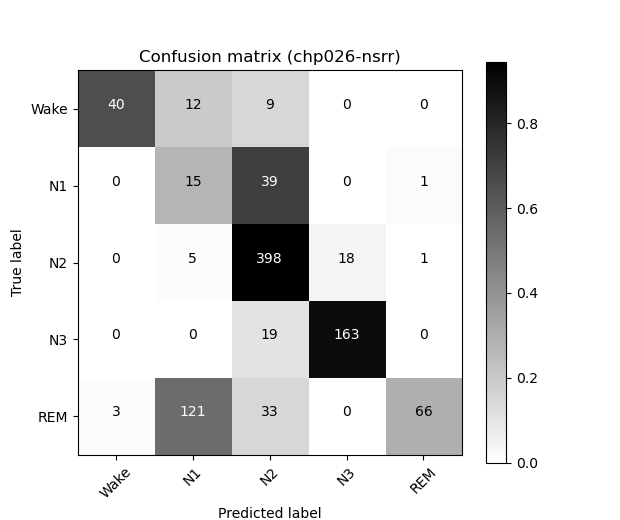 Confusion matrix (chp026-nsrr)
True label
Wake 40 12 9 0 0
N1 0 15 39 0 1
N2 0 5 398 18 1
N3 0 0 19 163 0
REM 3 121 33 0 66
Wake N1 N2 N3 REM
Predicted label
0.8
0.6
0.4
0.2
0.0